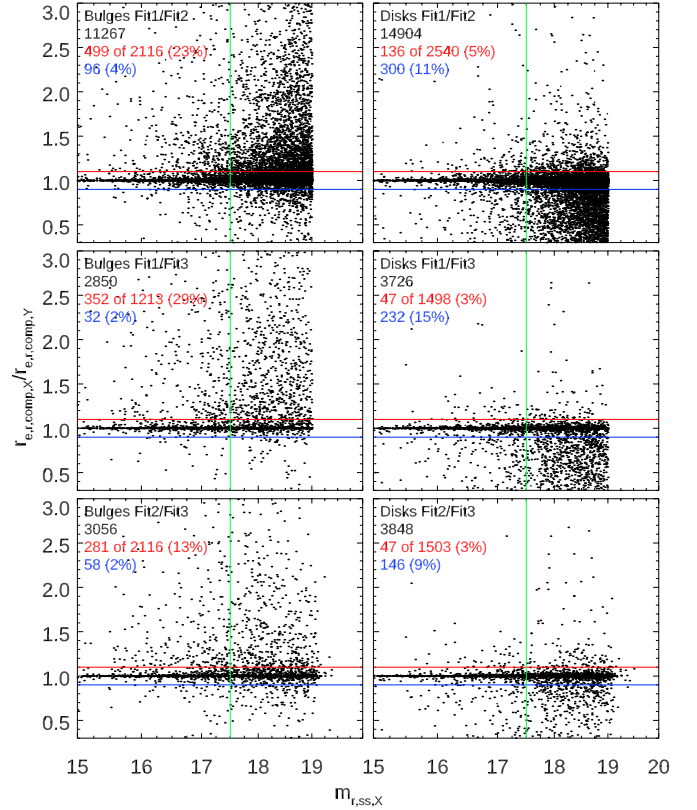 Bulges Fit1/Fit2
11267
499 of 2116 (23%)
96 (4%)
Disks Fit1/Fit2
14904
136 of 2540 (5%)
300 (11%)
3.0
2.5
2.0
1.5
1.0
0.5
Bulges Fit1/Fit3
2850
352 of 1213 (29%)
32 (2%)
Disks Fit1/Fit3
3726
47 of 1498 (3%)
232 (15%)
3.0
2.5
2.0
1.5
1.0
0.5
r_e,r,comp,X/r_e,r,comp,Y
Bulges Fit2/Fit3
3056
281 of 2116 (13%)
58 (2%)
Disks Fit2/Fit3
3848
47 of 1503 (3%)
146 (9%)
3.0
2.5
2.0
1.5
1.0
0.5
15 16 17 18 19 15 16 17 18 19 20
m_r,ss,X